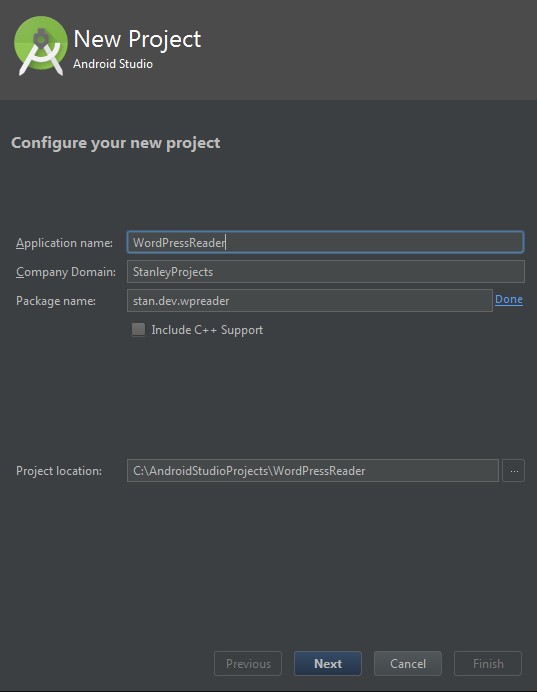 New Project
Android Studio
Configure your new project
Application name: WordPressReader
Company Domain: StanleyProjects
Package name: stan.dev.wpreader Done
Include C++ Support
Project location: C:\AndroidStudioProjects\WordPressReader ...
Previous Next Cancel Finish